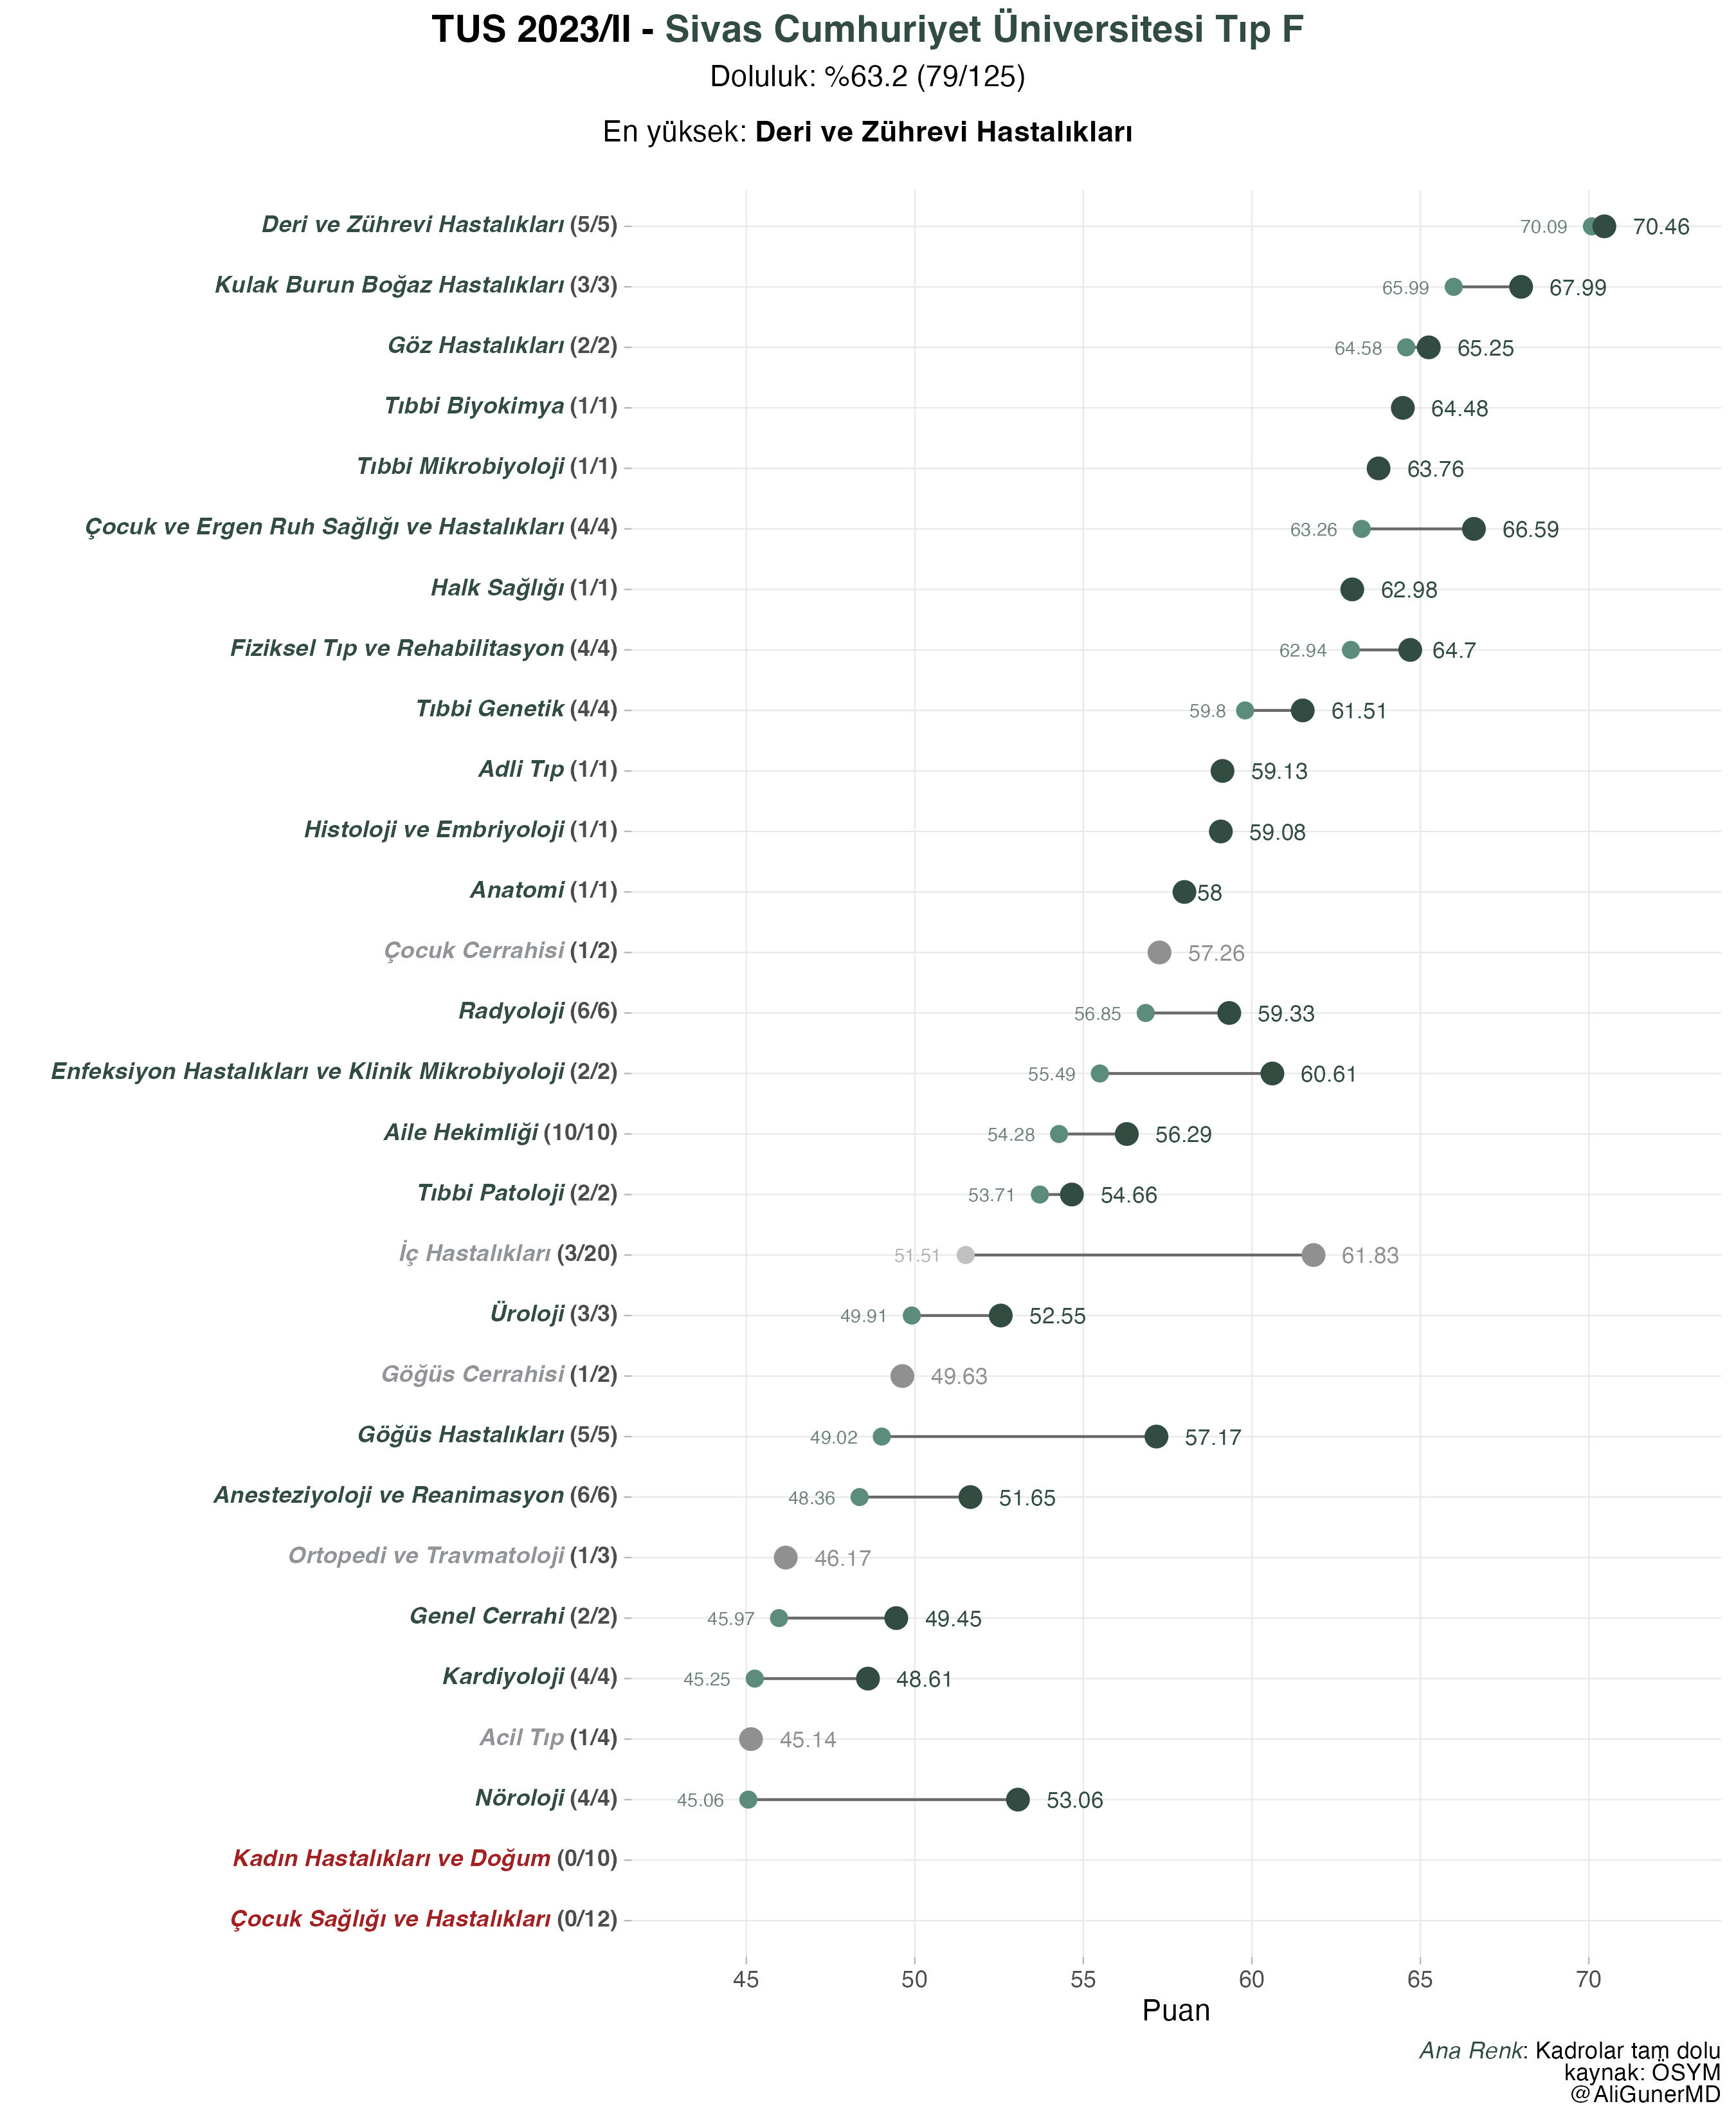 TUS 2023/II - Sivas Cumhuriyet Üniversitesi Tıp F
Doluluk: %63.2 (79/125)
En yüksek: Deri ve Zührevi Hastalıkları
Deri ve Zührevi Hastalıkları (5/5) 70.09 70.46
Kulak Burun Boğaz Hastalıkları (3/3) 65.99 67.99
Göz Hastalıkları (2/2) 64.58 65.25
Tıbbi Biyokimya (1/1) 64.48
Tıbbi Mikrobiyoloji (1/1) 63.76
Çocuk ve Ergen Ruh Sağlığı ve Hastalıkları (4/4) 63.26 66.59
Halk Sağlığı (1/1) 62.98
Fiziksel Tıp ve Rehabilitasyon (4/4) 62.94 64.7
Tıbbi Genetik (4/4) 59.8 61.51
Adli Tıp (1/1) 59.13
Histoloji ve Embriyoloji (1/1) 59.08
Anatomi (1/1) 58
Çocuk Cerrahisi (1/2) 57.26
Radyoloji (6/6) 56.85 59.33
Enfeksiyon Hastalıkları ve Klinik Mikrobiyoloji (2/2) 55.49 60.61
Aile Hekimliği (10/10) 54.28 56.29
Tıbbi Patoloji (2/2) 53.71 54.66
İç Hastalıkları (3/20) 51.51 61.83
Üroloji (3/3) 49.91 52.55
Göğüs Cerrahisi (1/2) 49.63
Göğüs Hastalıkları (5/5) 49.02 57.17
Anesteziyoloji ve Reanimasyon (6/6) 48.36 51.65
Ortopedi ve Travmatoloji (1/3) 46.17
Genel Cerrahi (2/2) 45.97 49.45
Kardiyoloji (4/4) 45.25 48.61
Acil Tıp (1/4) 45.14
Nöroloji (4/4) 45.06 53.06
Kadın Hastalıkları ve Doğum (0/10)
Çocuk Sağlığı ve Hastalıkları (0/12)
45 50 55 60 65 70
Puan
Ana Renk: Kadrolar tam dolu
kaynak: ÖSYM
@AliGunerMD